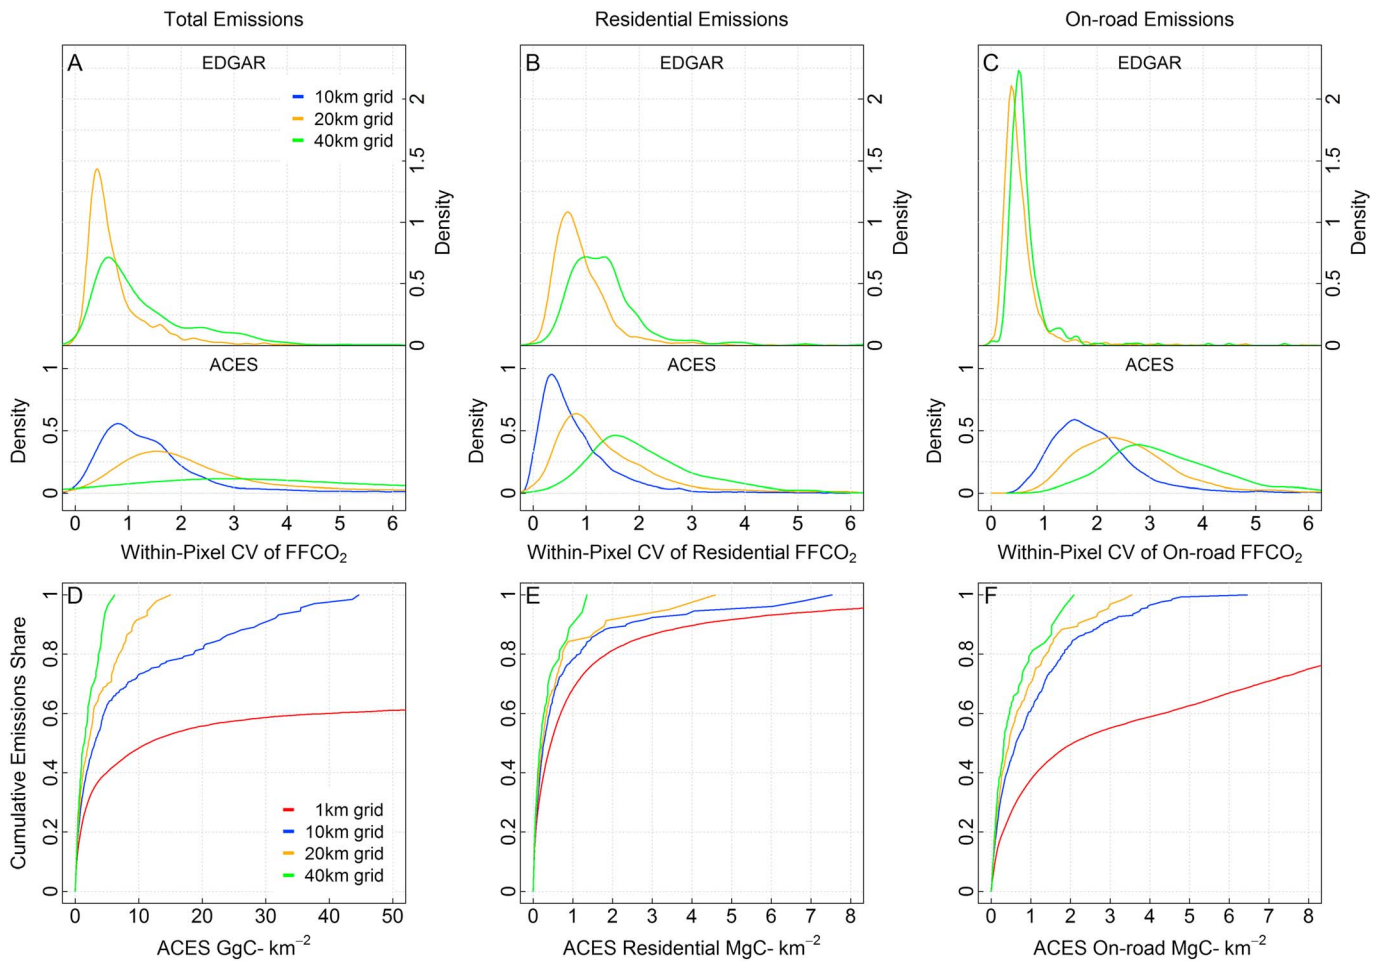 Total Emissions
Residential Emissions
On-road Emissions
A
EDGAR
10km grid
20km grid
40km grid
2
1.5
1
0.5
0
Density
ACES
1
0.5
0
Density
0 1 2 3 4 5 6
Within-Pixel CV of FFCO₂
B
EDGAR
2
1.5
1
0.5
0
Density
ACES
1
0.5
0
Density
0 1 2 3 4 5 6
Within-Pixel CV of Residential FFCO₂
C
EDGAR
2
1.5
1
0.5
0
Density
ACES
1
0.5
0
Density
0 1 2 3 4 5 6
Within-Pixel CV of On-road FFCO₂
D
1
0.8
0.6
0.4
0.2
0
Cumulative Emissions Share
1km grid
10km grid
20km grid
40km grid
0 10 20 30 40 50
ACES GgC- km⁻²
E
1
0.8
0.6
0.4
0.2
0
0 1 2 3 4 5 6 7 8
ACES Residential MgC- km⁻²
F
1
0.8
0.6
0.4
0.2
0
0 1 2 3 4 5 6 7 8
ACES On-road MgC- km⁻²